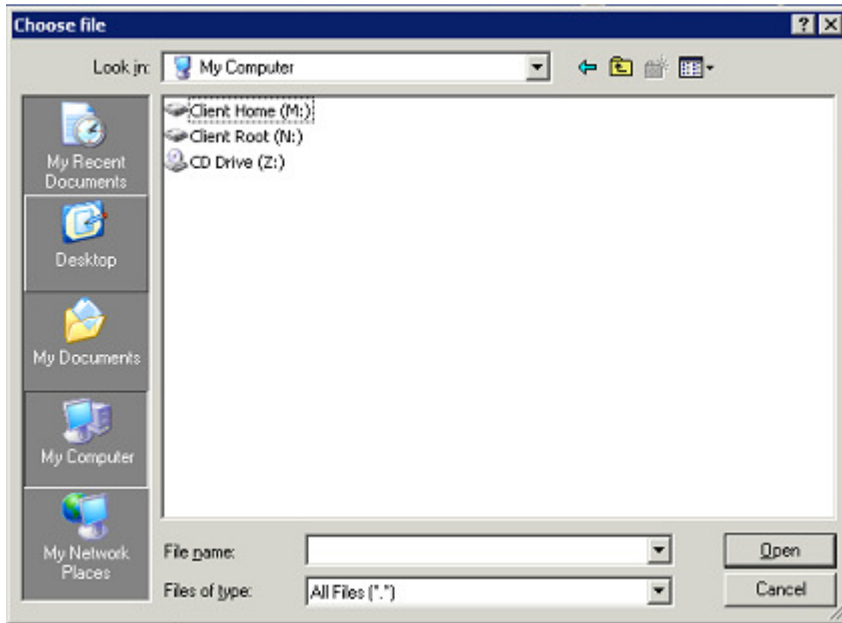 Choose file
Look in:
My Computer
Client Home (M:)
Client Root (N:)
CD Drive (Z:)
My Recent
Documents
Desktop
My Documents
My Computer
My Network
Places
File name:
Open
Files of type:
All Files (*.*)
Cancel